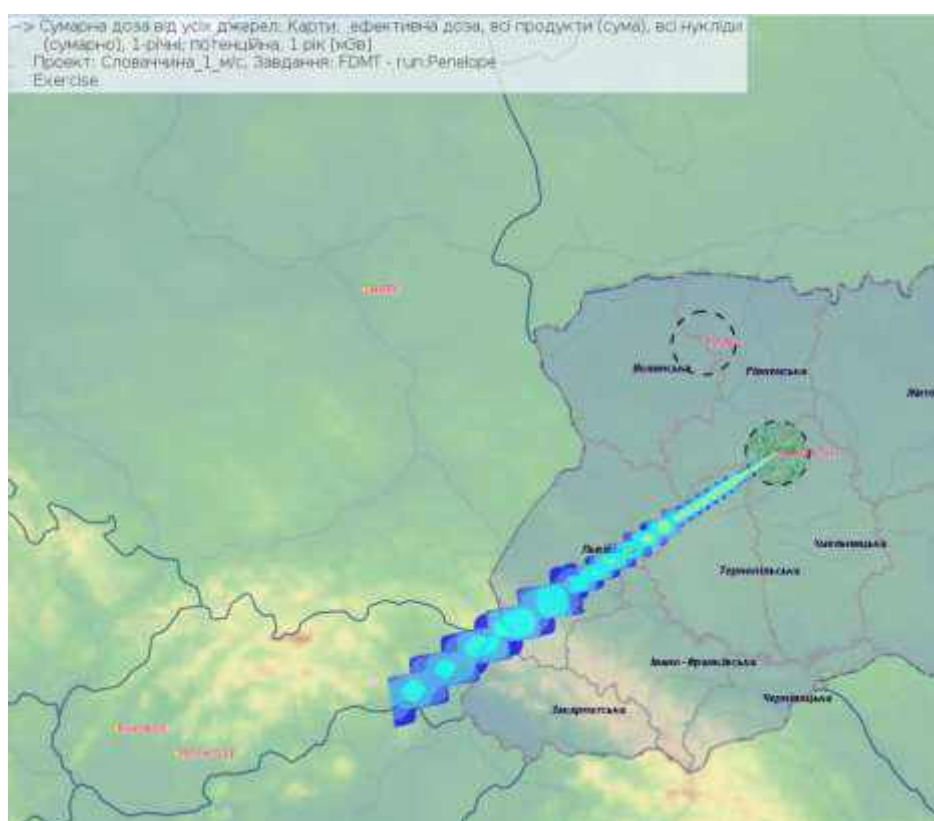 —> Сумарна доза від усіх джерел. Карти: ефективна доза, всі продукти (сума), всі нукліди
(сумарно), 1-річні; потенційна, 1 рік [мЗв]
Проект: Словаччина_1_м/с, Завдання: FDMT - run:Penelope
Exercise
Волинська
Рівненська
Жито
Львів
Хмельницька
Тернопільська
Івано-Франківська
Закарпатська
Чернівецька